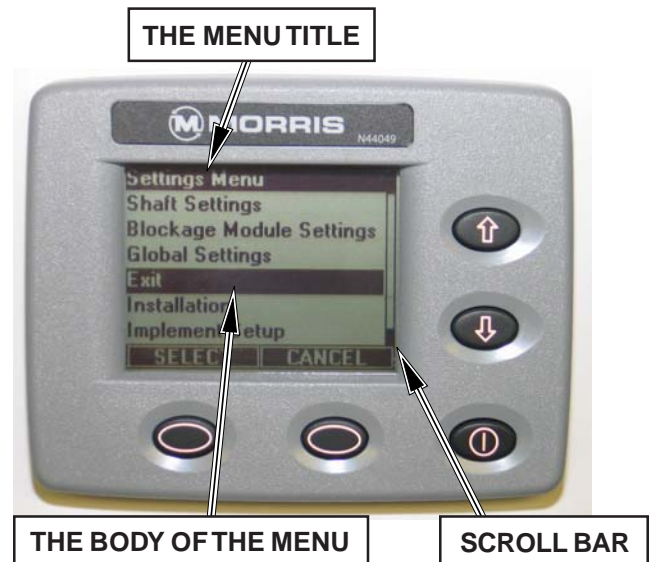 THE MENU TITLE
MORRIS
N44049
Settings Menu
Shaft Settings
Blockage Module Settings
Global Settings
Exit
Installation
Implement Setup
SELECT CANCEL
THE BODY OF THE MENU
SCROLL BAR